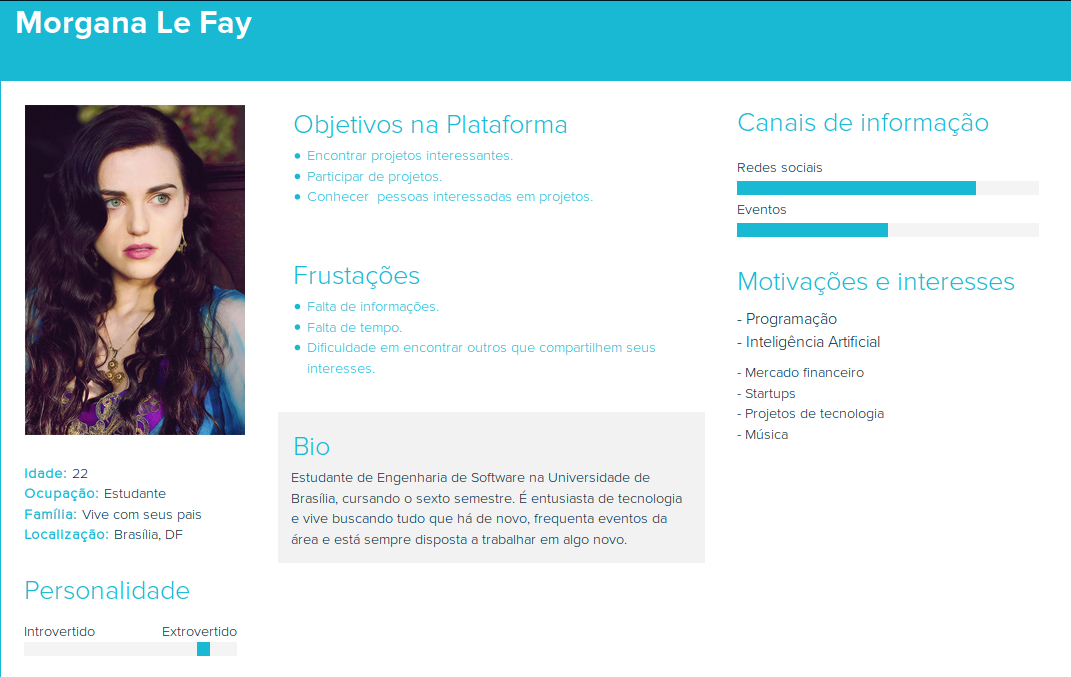 Morgana Le Fay
Idade: 22
Ocupação: Estudante
Família: Vive com seus pais
Localização: Brasília, DF
Personalidade
Introvertido Extrovertido
Objetivos na Plataforma
Encontrar projetos interessantes.
Participar de projetos.
Conhecer pessoas interessadas em projetos.
Frustações
Falta de informações.
Falta de tempo.
Dificuldade em encontrar outros que compartilhem seus
interesses.
Bio
Estudante de Engenharia de Software na Universidade de
Brasília, cursando o sexto semestre. É entusiasta de tecnologia
e vive buscando tudo que há de novo, frequenta eventos da
área e está sempre disposta a trabalhar em algo novo.
Canais de informação
Redes sociais
Eventos
Motivações e interesses
- Programação
- Inteligência Artificial
- Mercado financeiro
- Startups
- Projetos de tecnologia
- Música